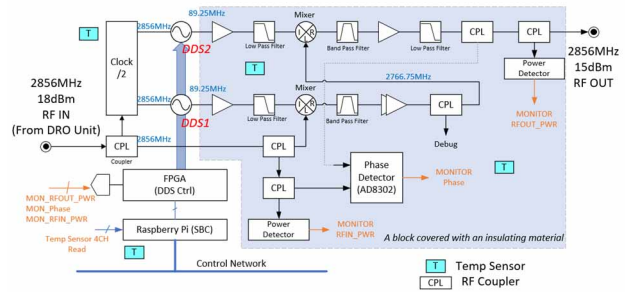 2856MHz
89.25MHz
Mixer
T
DDS2
Low Pass Filter
I
R
L
Band Pass Filter
Low Pass Filter
CPL
CPL
2856MHz
15dBm
RF OUT
Clock
/2
T
Power
Detector
2856MHz
18dBm
RF IN
(From DRO Unit)
2856MHz
89.25MHz
Mixer
2766.75MHz
DDS1
Low Pass Filter
I
R
L
Band Pass Filter
CPL
MONITOR
RFOUT_PWR
Debug
CPL
Coupler
2856MHz
CPL
T
FPGA
(DDS Ctrl)
CPL
Phase
Detector
(AD8302)
MONITOR
Phase
MON_RFOUT_PWR
MON_Phase
MON_RFIN_PWR
Raspberry Pi (SBC)
Power
Detector
MONITOR
RFIN_PWR
Temp Sensor 4CH
Read
T
A block covered with an insulating material
Control Network
T
Temp Sensor
CPL
RF Coupler